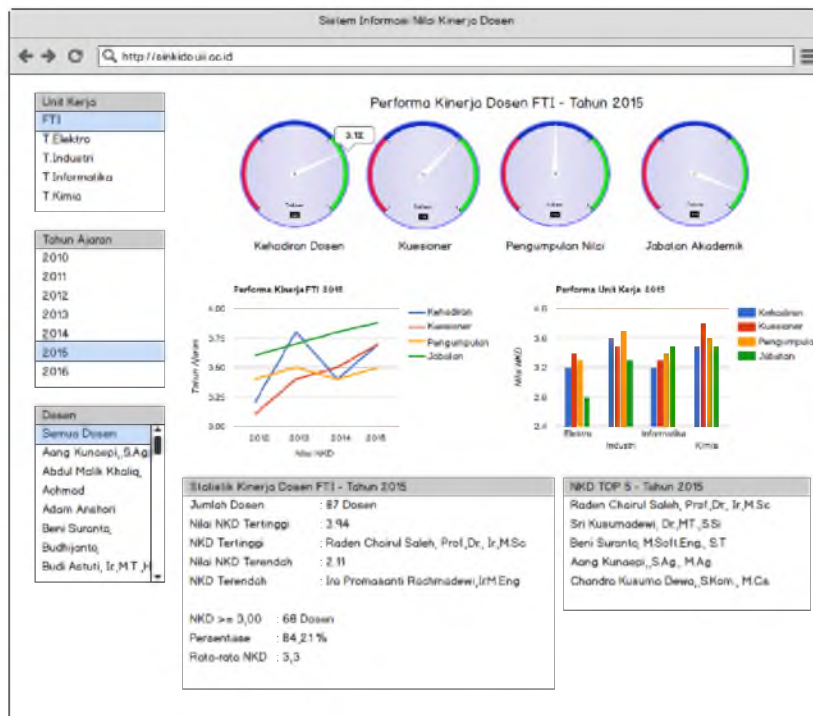 Sistem Informasi Nilai Kinerja Dosen
http://sinkido.uii.ac.id
Unit Kerja
FTI
T.Elektro
T.Industri
T Informatika
T.Kimia
Tahun Ajaran
2010
2011
2012
2013
2014
2015
2016
Dosen
Semua Dosen
Aang Kunaepi,,S.Ag,
Abdul Malik Khaliq,
Achmad
Adam Anshori
Beni Suranto,
Budhijanto,
Budi Astuti, Ir,M.T ,H
Performa Kinerja Dosen FTI - Tahun 2015
3,12
Kehadiran Dosen
Kuesioner
Pengumpulan Nilai
Jabatan Akademik
Performa Kinerja FTI 2015
4.00
3.75
3.50
3.25
3.00
Tahun Ajaran
2012 2013 2014 2015
Nilai NKD
Kehadiran
Kuesioner
Pengumpulan
Jabatan
Performa Unit Kerja 2015
3.6
3.2
2.8
2.4
Nilai NKD
Elektro
Industri
Informatika
Kimia
Kehadiran
Kuesioner
Pengumpula
Jabatan
Statistik Kinerja Dosen FTI - Tahun 2015
Jumlah Dosen : 87 Dosen
Nilai NKD Tertinggi : 3.94
NKD Tertinggi : Raden Chairul Saleh, Prof,Dr, Ir,M.Sc
Nilai NKD Terendah : 2.11
NKD Terendah : Ira Promasanti Rachmadewi,IrM.Eng
NKD >= 3,00 : 68 Dosen
Persentase : 84,21 %
Rata-rata NKD : 3,3
NKD TOP 5 - Tahun 2015
Raden Chairul Saleh, Prof,Dr, Ir,M.Sc
Sri Kusumadewi, Dr,MT.,S.Si
Beni Suranto, M.Soft.Eng., S.T
Aang Kunaepi,,S.Ag., M.Ag
Chandra Kusuma Dewa,,S.Kom., M.Cs